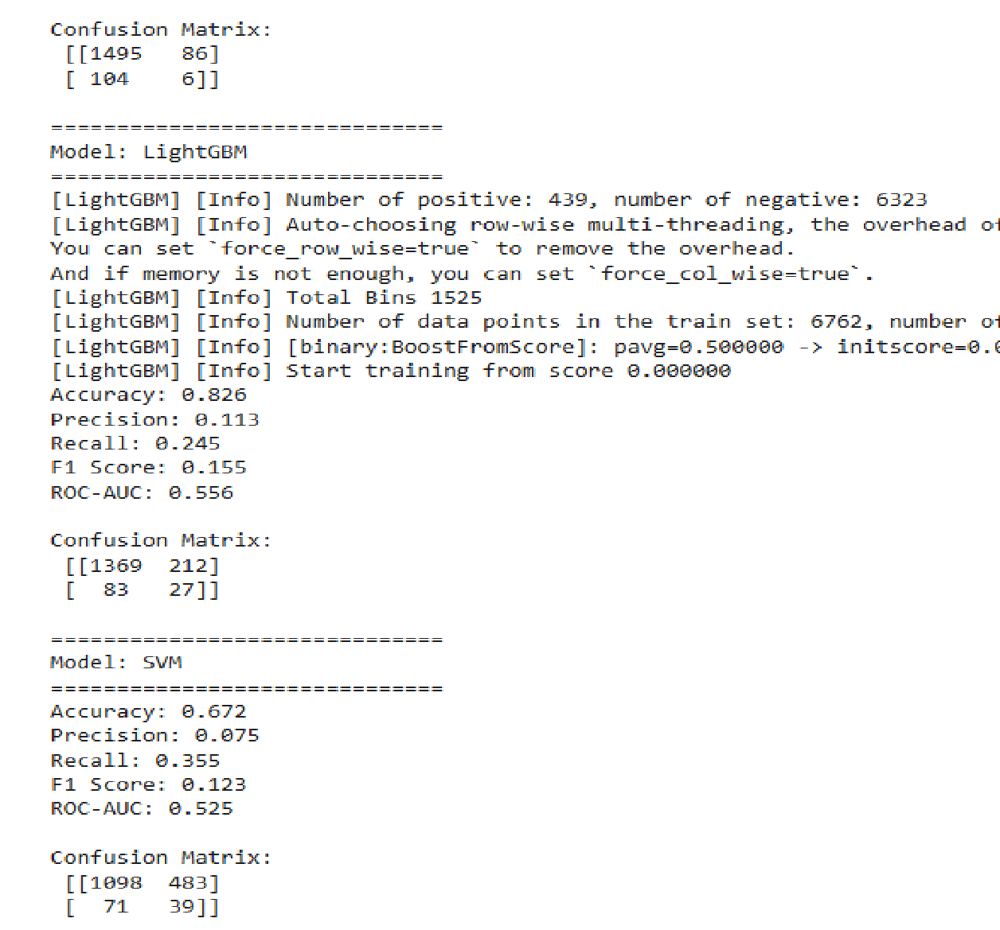 Confusion Matrix:
[[1495   86]
[ 104    6]]
==============================
Model: LightGBM
==============================
[LightGBM] [Info] Number of positive: 439, number of negative: 6323
[LightGBM] [Info] Auto-choosing row-wise multi-threading, the overhead of
You can set `force_row_wise=true` to remove the overhead.
And if memory is not enough, you can set `force_col_wise=true`.
[LightGBM] [Info] Total Bins 1525
[LightGBM] [Info] Number of data points in the train set: 6762, number of
[LightGBM] [Info] [binary:BoostFromScore]: pavg=0.500000 -> initscore=0.0
[LightGBM] [Info] Start training from score 0.000000
Accuracy: 0.826
Precision: 0.113
Recall: 0.245
F1 Score: 0.155
ROC-AUC: 0.556
Confusion Matrix:
[[1369  212]
[  83   27]]
==============================
Model: SVM
==============================
Accuracy: 0.672
Precision: 0.075
Recall: 0.355
F1 Score: 0.123
ROC-AUC: 0.525
Confusion Matrix:
[[1098  483]
[  71   39]]